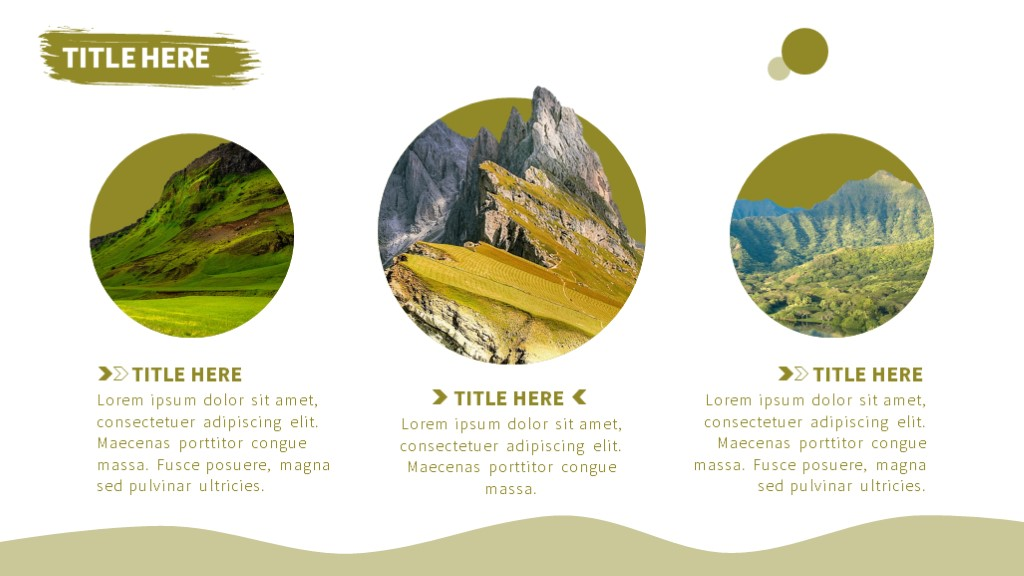 TITLE HERE
TITLE HERE
Lorem ipsum dolor sit amet,
consectetuer adipiscing elit.
Maecenas porttitor congue
massa. Fusce posuere, magna
sed pulvinar ultricies.
TITLE HERE
Lorem ipsum dolor sit amet,
consectetuer adipiscing elit.
Maecenas porttitor congue
massa.
TITLE HERE
Lorem ipsum dolor sit amet,
consectetuer adipiscing elit.
Maecenas porttitor congue
massa. Fusce posuere, magna
sed pulvinar ultricies.